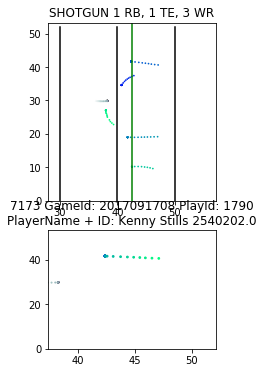 SHOTGUN 1 RB, 1 TE, 3 WR
50
40
30
20
10
0
30 40 50
7173 GameId: 2017091708 PlayId: 1790
PlayerName + ID: Kenny Stills 2540202.0
40
20
0
40 45 50